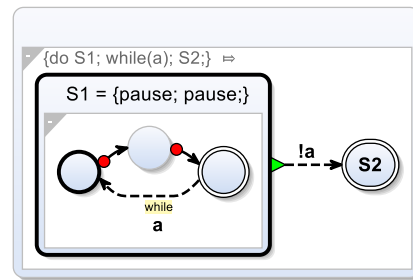 {do S1; while(a); S2;} ⤇
S1 = {pause; pause;}
!a
S2
while
a